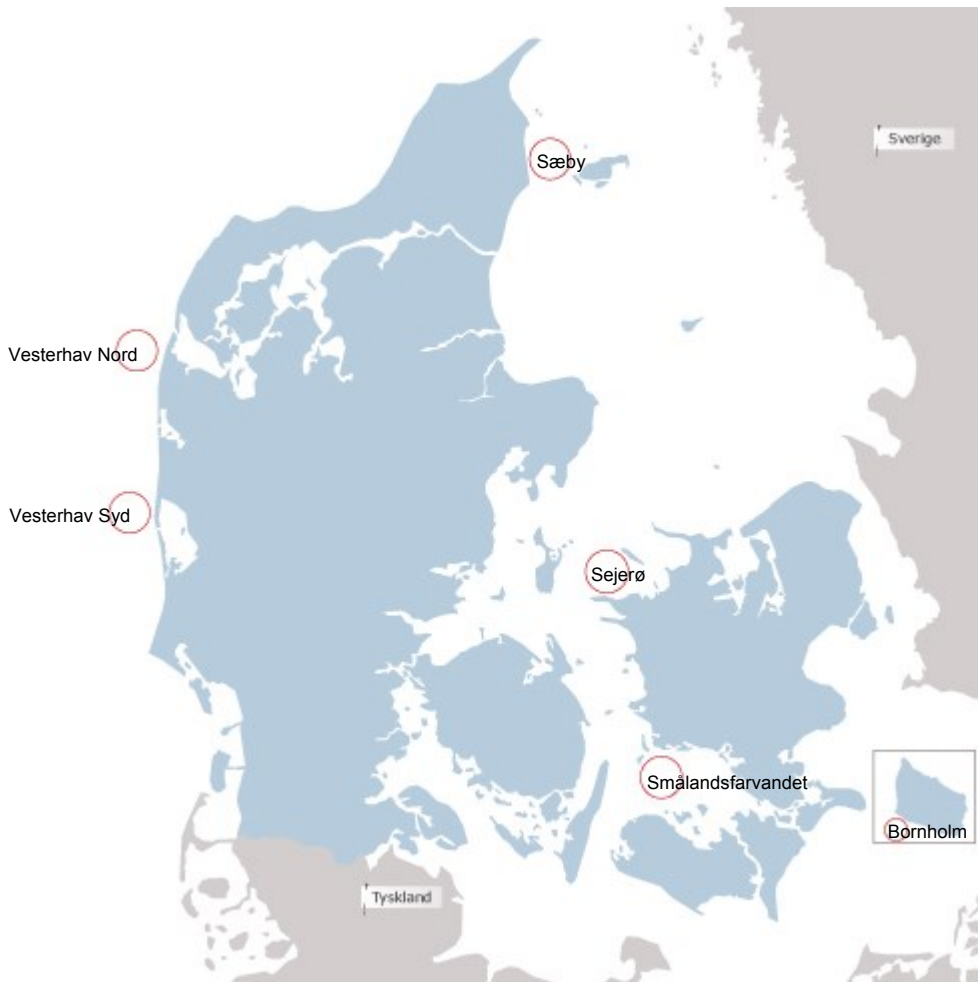 Sverige
Sæby
Vesterhav Nord
Vesterhav Syd
Sejerø
Smålandsfarvandet
Bornholm
Tyskland